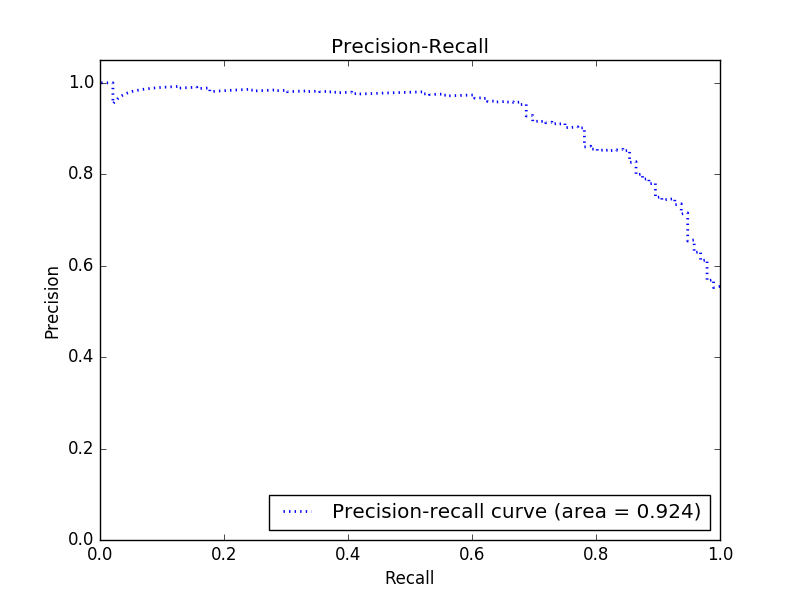 Precision-Recall
1.0
0.8
0.6
0.4
0.2
0.0
Precision
Precision-recall curve (area = 0.924)
0.0 0.2 0.4 0.6 0.8 1.0
Recall